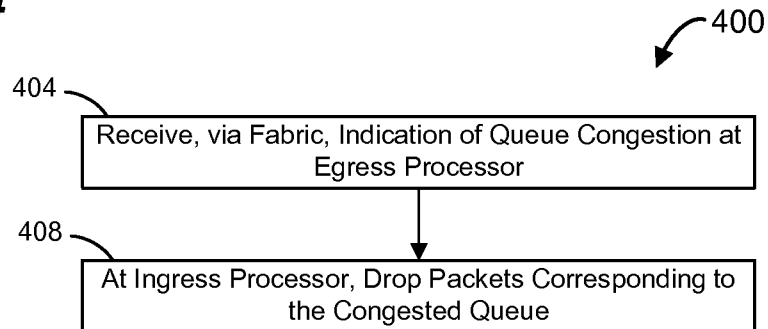 400
404
Receive, via Fabric, Indication of Queue Congestion at
Egress Processor
408
At Ingress Processor, Drop Packets Corresponding to
the Congested Queue